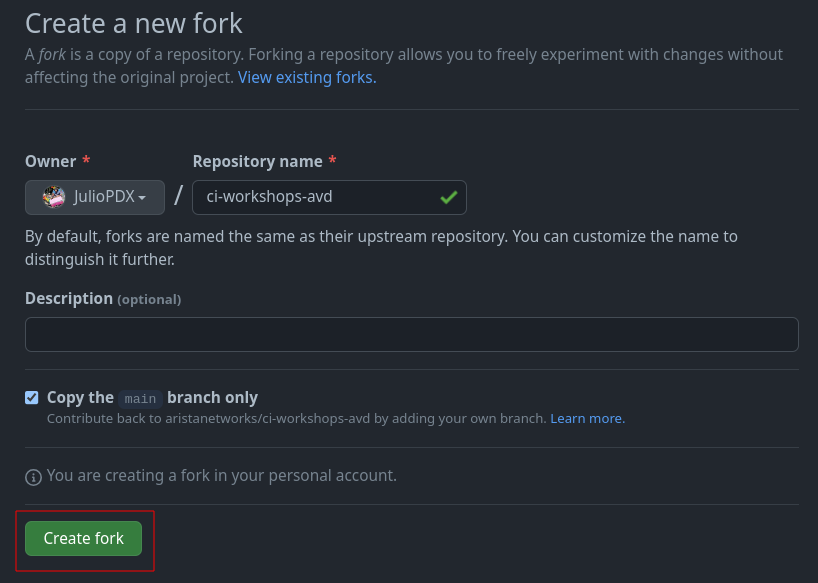 Create a new fork
A fork is a copy of a repository. Forking a repository allows you to freely experiment with changes without
affecting the original project. View existing forks.
Owner * Repository name *
JulioPDX / ci-workshops-avd
By default, forks are named the same as their upstream repository. You can customize the name to
distinguish it further.
Description (optional)
Copy the main branch only
Contribute back to aristanetworks/ci-workshops-avd by adding your own branch. Learn more.
You are creating a fork in your personal account.
Create fork